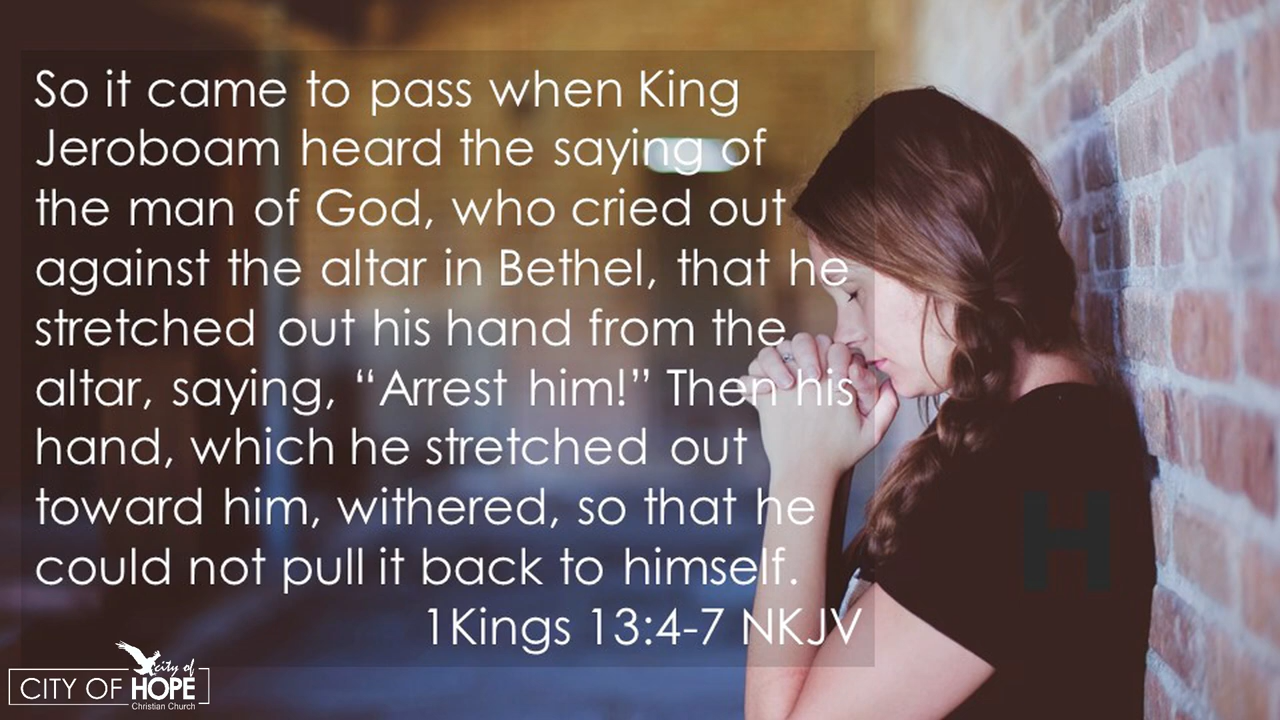 So it came to pass when King
Jeroboam heard the saying of
the man of God, who cried out
against the altar in Bethel, that he
stretched out his hand from the
altar, saying, “Arrest him!” Then his
hand, which he stretched out
toward him, withered, so that he
could not pull it back to himself.
1Kings 13:4-7 NKJV
H
city of
CITY OF HOPE
Christian Church